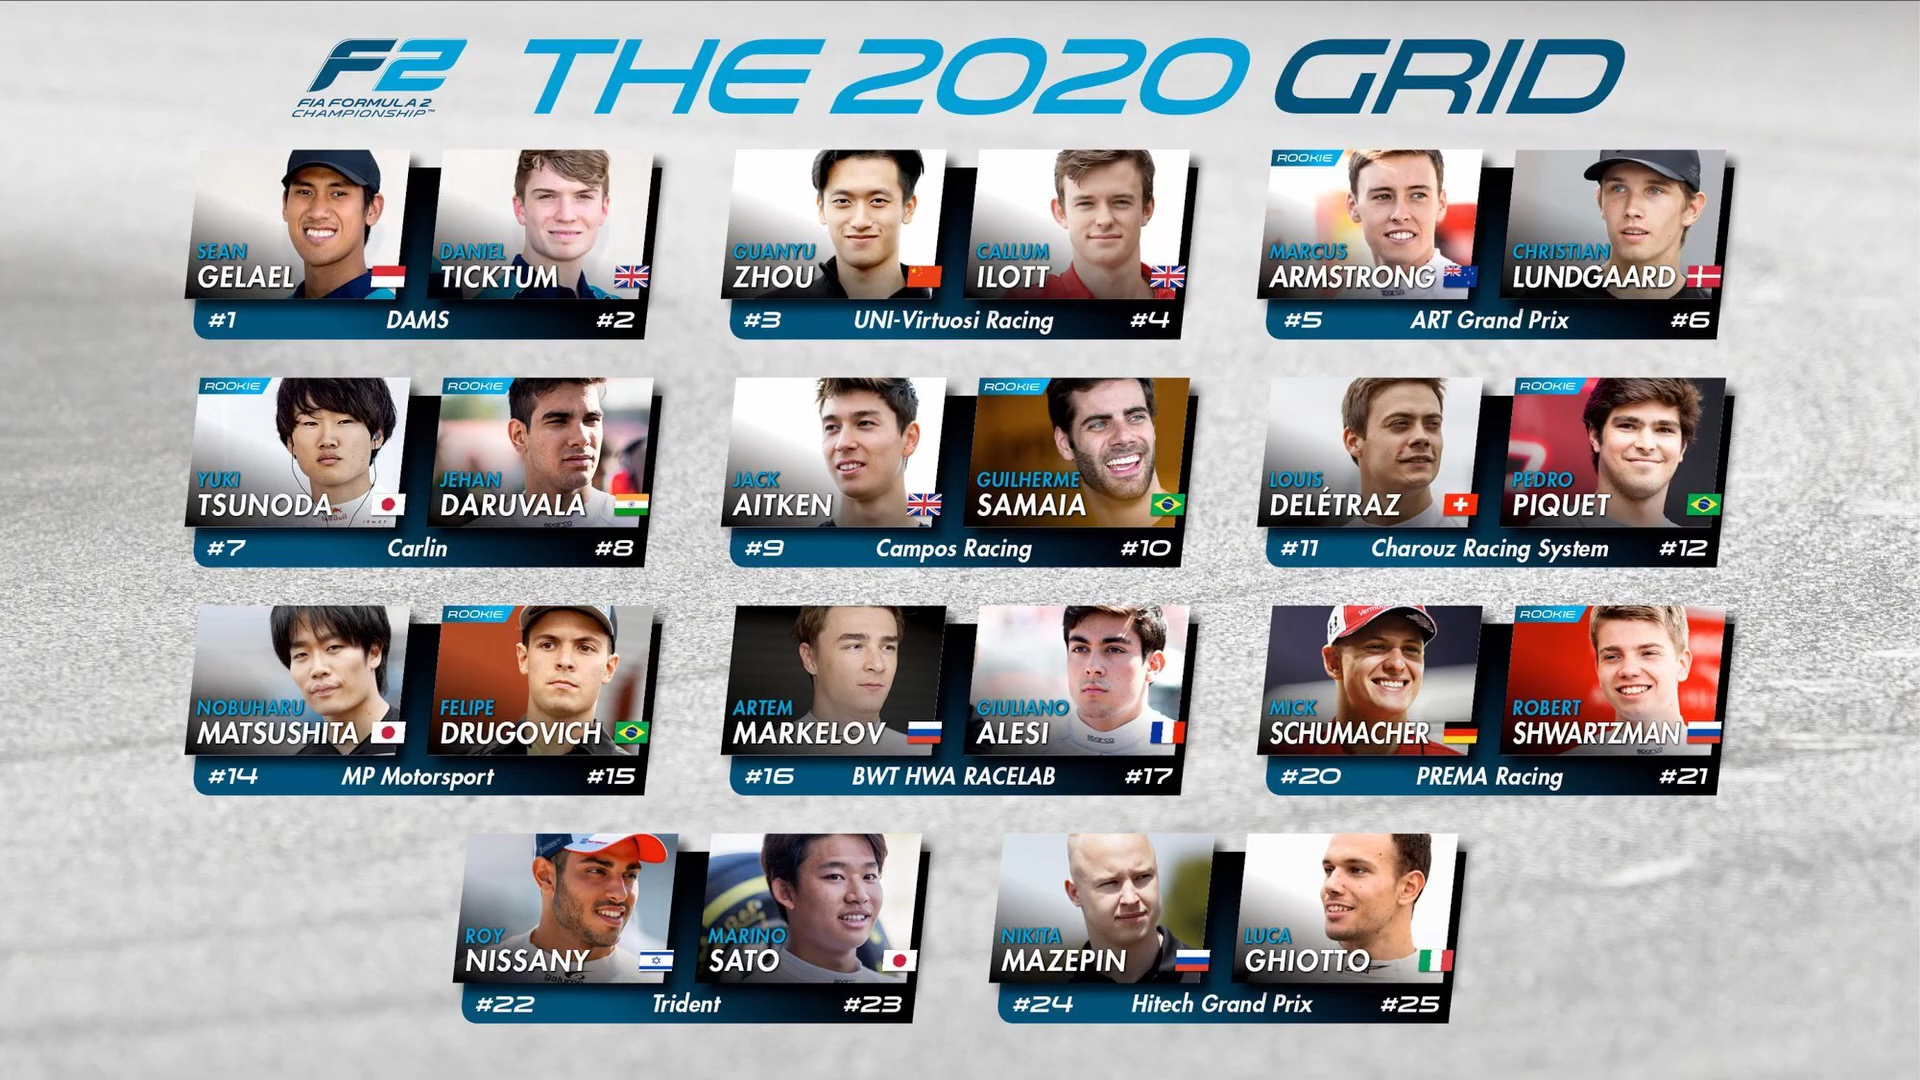 F2 THE 2020 GRID
FIA FORMULA 2
CHAMPIONSHIP™
SEAN
GELAEL
DANIEL
TICKTUM
#1 DAMS #2
GUANYU
ZHOU
CALLUM
ILOTT
#3 UNI-Virtuosi Racing #4
ROOKIE
MARCUS
ARMSTRONG
CHRISTIAN
LUNDGAARD
#5 ART Grand Prix #6
ROOKIE
YUKI
TSUNODA
ROOKIE
JEHAN
DARUVALA
#7 Carlin #8
JACK
AITKEN
ROOKIE
GUILHERME
SAMAIA
#9 Campos Racing #10
LOUIS
DELÉTRAZ
ROOKIE
PEDRO
PIQUET
#11 Charouz Racing System #12
NOBUHARU
MATSUSHITA
ROOKIE
FELIPE
DRUGOVICH
#14 MP Motorsport #15
ARTEM
MARKELOV
GIULIANO
ALESI
#16 BWT HWA RACELAB #17
MICK
SCHUMACHER
ROOKIE
ROBERT
SHWARTZMAN
#20 PREMA Racing #21
ROY
NISSANY
MARINO
SATO
#22 Trident #23
NIKITA
MAZEPIN
LUCA
GHIOTTO
#24 Hitech Grand Prix #25